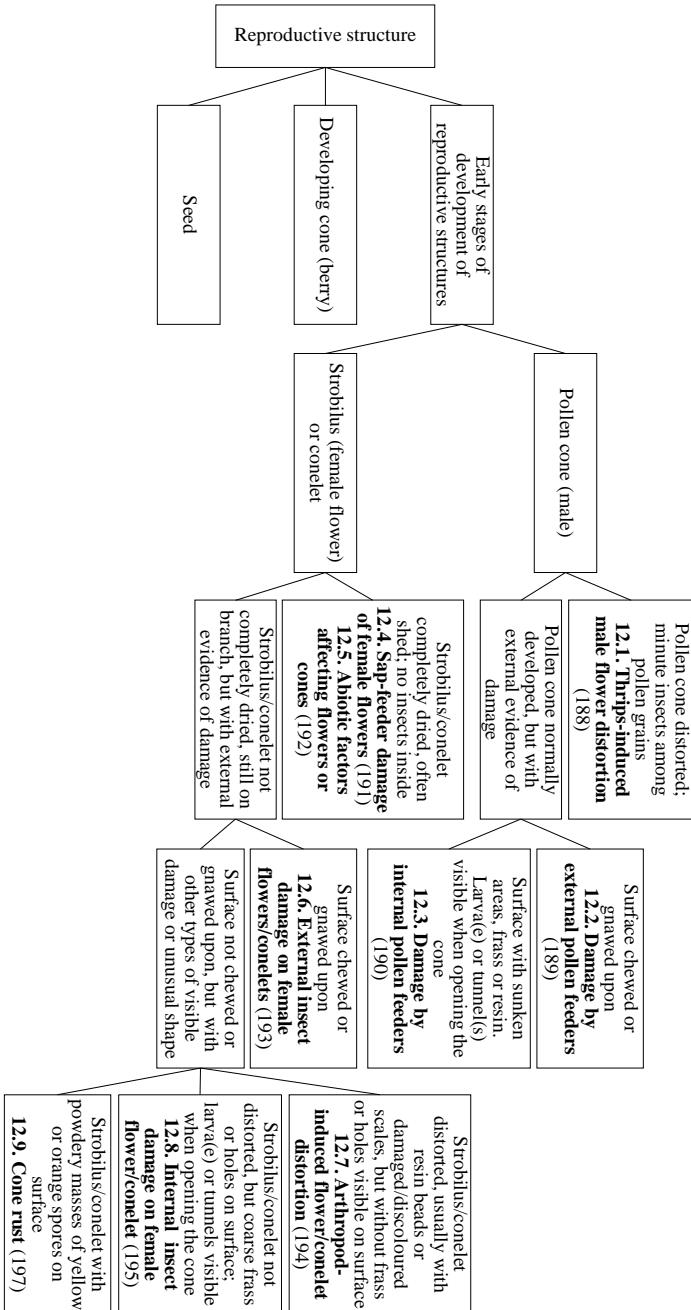 Reproductive structure
Early stages of
development of
reproductive structures
Developing cone (berry)
Seed
Pollen cone (male)
Strobilus (female flower)
or conelet
Pollen cone distorted;
minute insects among
pollen grains
12.1. Thrips-induced
male flower distortion
(188)
Pollen cone normally
developed, but with
external evidence of
damage
Strobilus/conelet
completely dried, often
shed; no insects inside
12.4. Sap-feeder damage
of female flowers (191)
12.5. Abiotic factors
affecting flowers or
cones (192)
Strobilus/conelet not
completely dried, still on
branch, but with external
evidence of damage
Surface chewed or
gnawed upon
12.2. Damage by
external pollen feeders
(189)
Surface with sunken
areas, frass or resin.
Larva(e) or tunnel(s)
visible when opening the
cone
12.3. Damage by
internal pollen feeders
(190)
Surface chewed or
gnawed upon
12.6. External insect
damage on female
flowers/conelets (193)
Surface not chewed or
gnawed upon, but with
other types of visible
damage or unusual shape
Strobilus/conelet
distorted, usually with
resin beads or
damaged/discoloured
scales, but without frass
or holes visible on surface
12.7. Arthropod-
induced flower/conelet
distortion (194)
Strobilus/conelet not
distorted, but coarse frass
or holes on surface;
larva(e) or tunnels visible
when opening the cone
12.8. Internal insect
damage on female
flower/conelet (195)
Strobilus/conelet with
powdery masses of yellow
or orange spores on
surface
12.9. Cone rust (197)